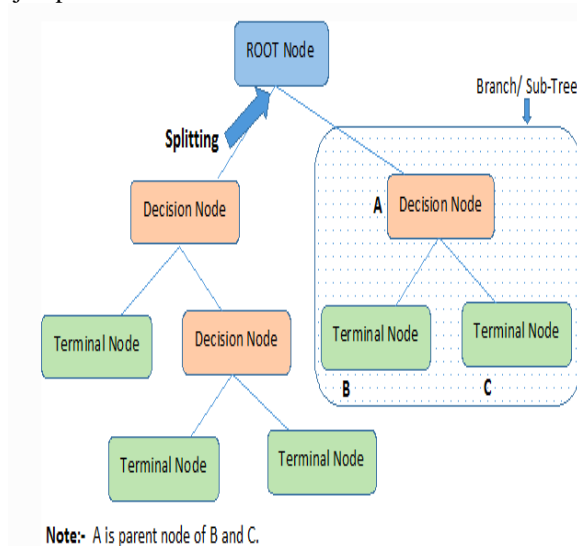 ROOT Node
Branch/ Sub-Tree
Splitting
Decision Node
A
Decision Node
Terminal Node
Decision Node
Terminal Node
Terminal Node
B
C
Terminal Node
Terminal Node
Note:- A is parent node of B and C.